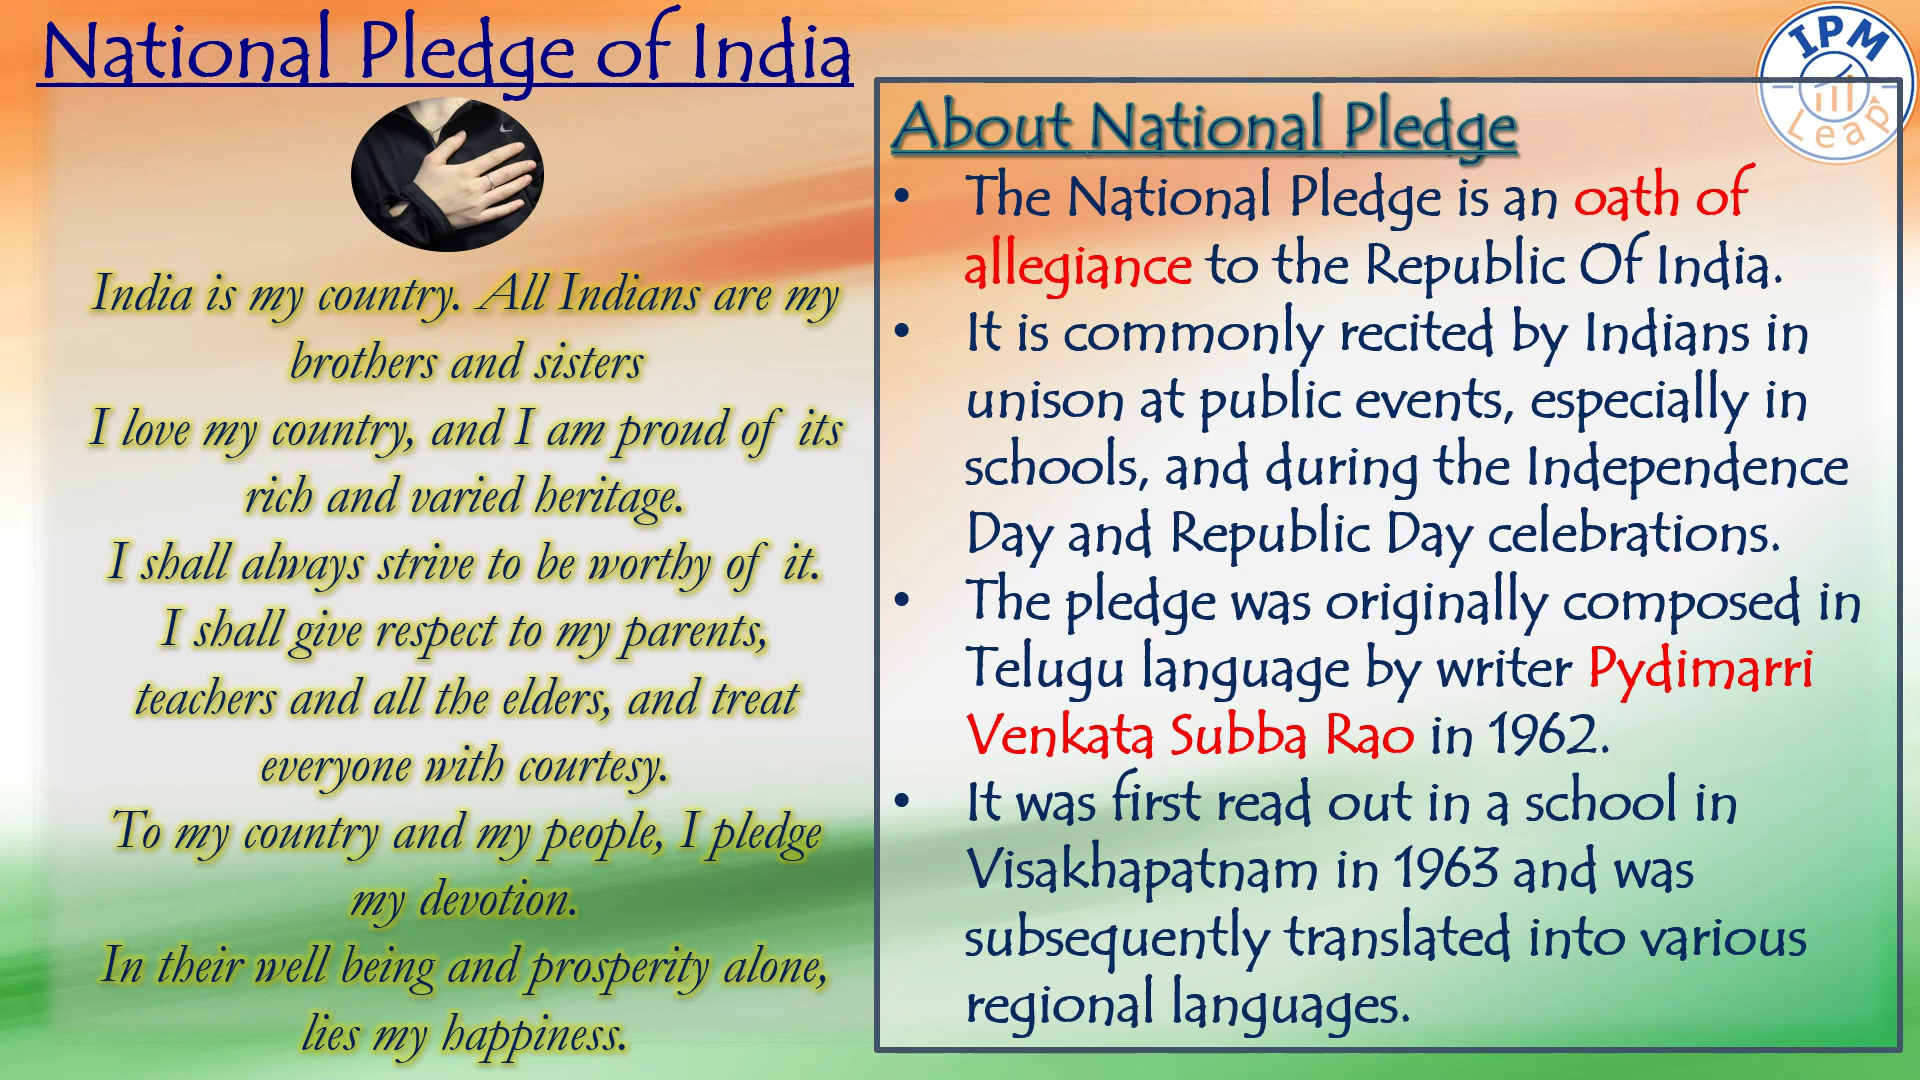 National Pledge of India
India is my country. All Indians are my
brothers and sisters
I love my country, and I am proud of its
rich and varied heritage.
I shall always strive to be worthy of it.
I shall give respect to my parents,
teachers and all the elders, and treat
everyone with courtesy.
To my country and my people, I pledge
my devotion.
In their well being and prosperity alone,
lies my happiness.
IPM
Leap
About National Pledge
• The National Pledge is an oath of
allegiance to the Republic Of India.
• It is commonly recited by Indians in
unison at public events, especially in
schools, and during the Independence
Day and Republic Day celebrations.
• The pledge was originally composed in
Telugu language by writer Pydimarri
Venkata Subba Rao in 1962.
• It was first read out in a school in
Visakhapatnam in 1963 and was
subsequently translated into various
regional languages.